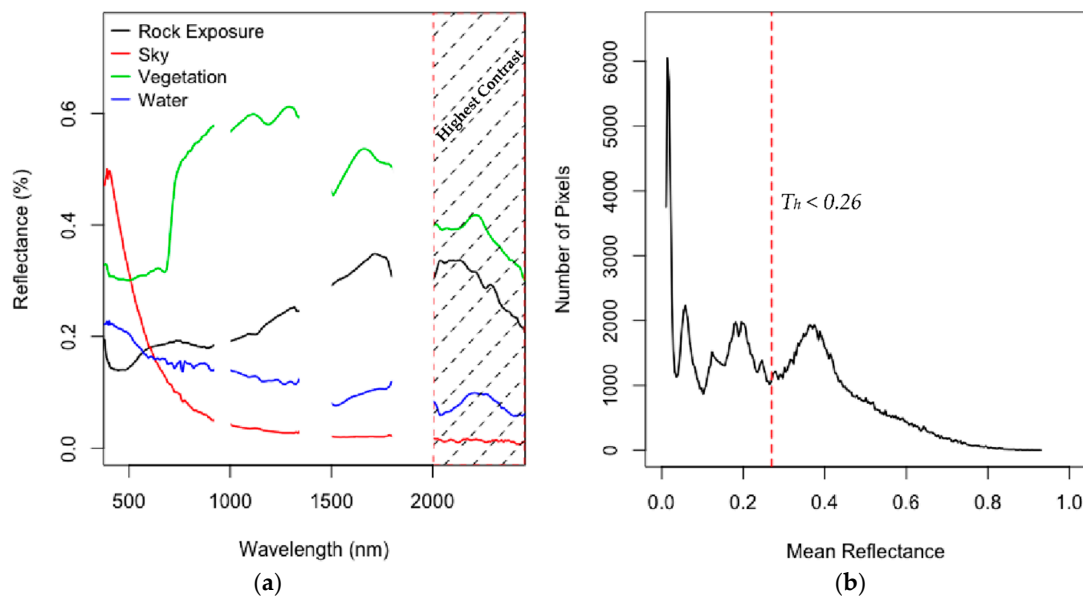 Rock Exposure
Sky
Vegetation
Water
Highest Contrast
Reflectance (%)
0.0
0.2
0.4
0.6
500
1000
1500
2000
Wavelength (nm)
(a)
Th < 0.26
Number of Pixels
0
1000
2000
3000
4000
5000
6000
0.0
0.2
0.4
0.6
0.8
1.0
Mean Reflectance
(b)